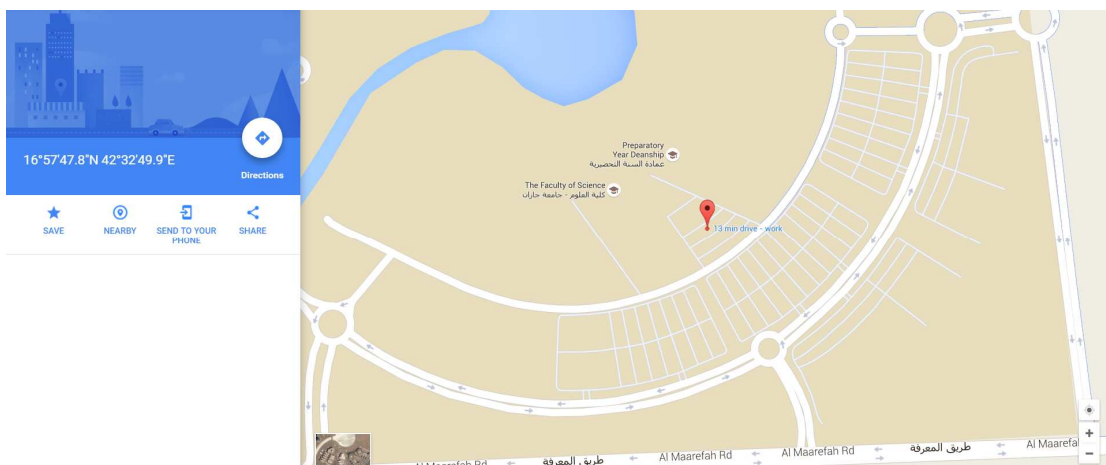 16°57'47.8"N 42°32'49.9"E
Directions
SAVE
NEARBY
SEND TO YOUR
PHONE
SHARE
Preparatory
Year Deanship
عمادة السنة التحضيرية
The Faculty of Science
كلية العلوم - جامعة جازان
13 min drive - work
Al Maarefah Rd
طريق المعرفة
Al Maarefah Rd
Al Maarefah Rd
طريق المعرفة
Al Maarefa